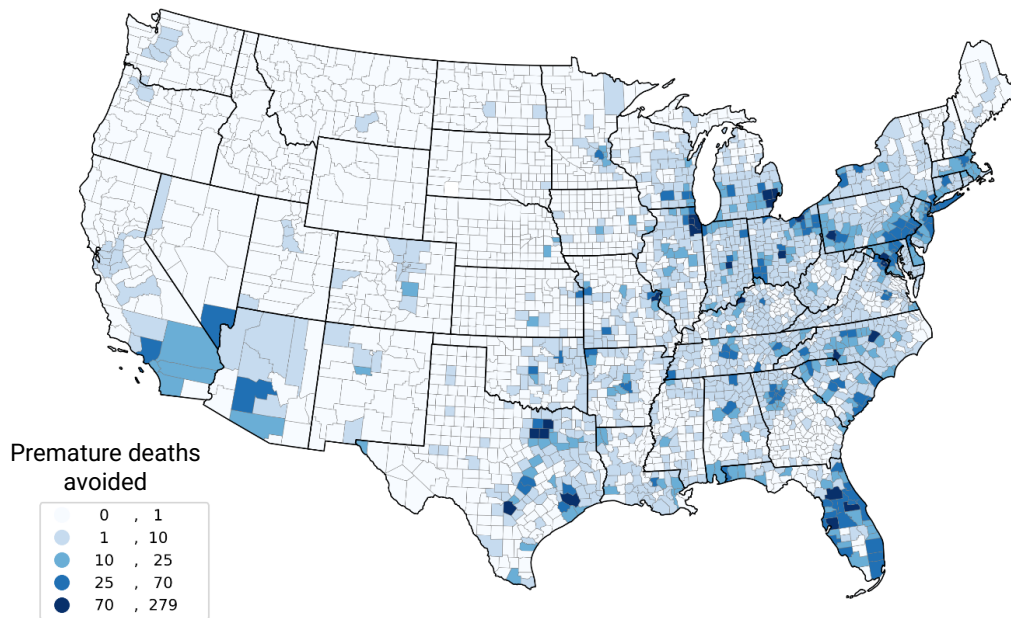 Premature deaths
avoided
0 , 1
1 , 10
10 , 25
25 , 70
70 , 279